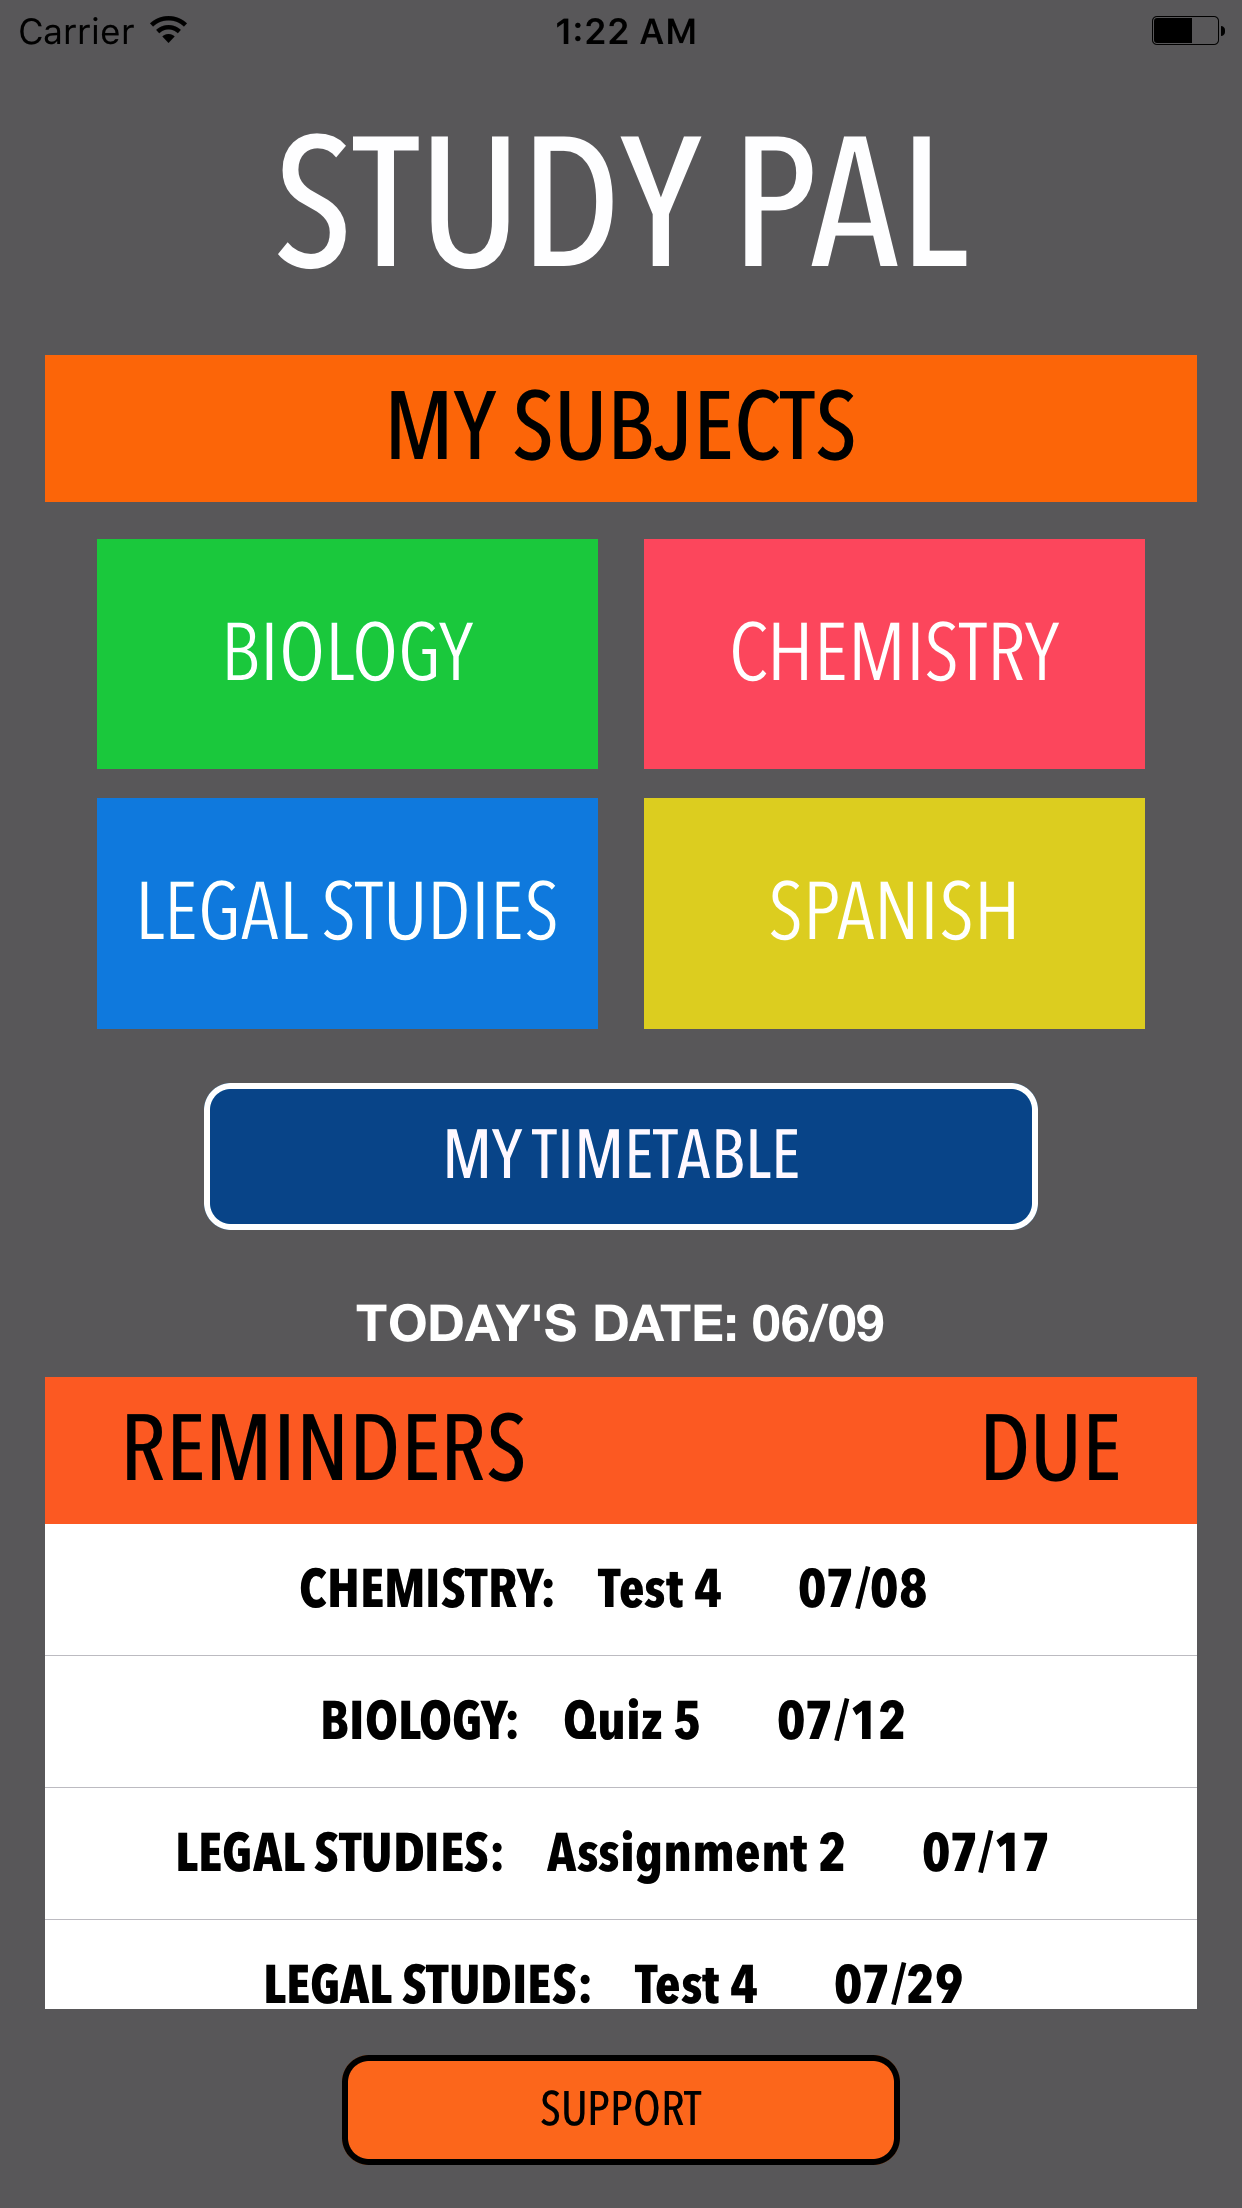 Carrier 1:22 AM
STUDY PAL
MY SUBJECTS
BIOLOGY CHEMISTRY
LEGAL STUDIES SPANISH
MY TIMETABLE
TODAY'S DATE: 06/09
REMINDERS DUE
CHEMISTRY: Test 4 07/08
BIOLOGY: Quiz 5 07/12
LEGAL STUDIES: Assignment 2 07/17
LEGAL STUDIES: Test 4 07/29
SUPPORT